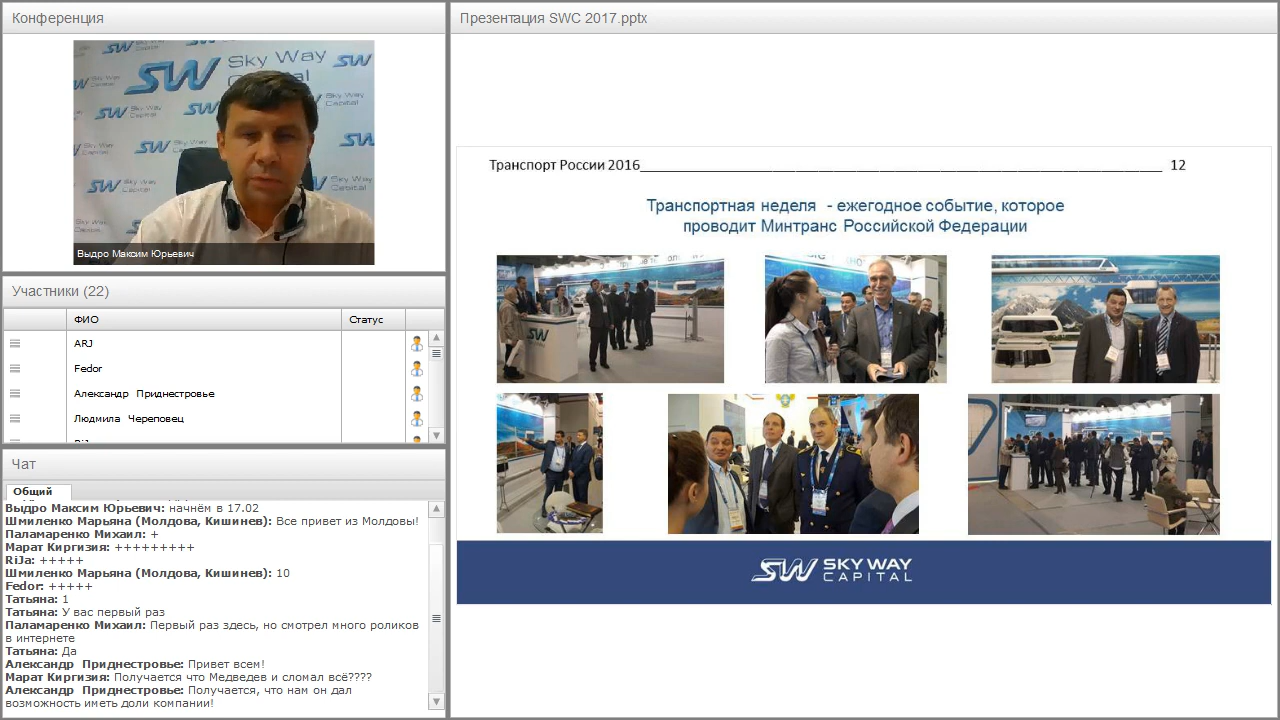 Конференция
Sky Way
Capital
Выдро Максим Юрьевич
Участники (22)
ФИО
Статус
ARJ
Fedor
Александр Приднестровье
Людмила Череповец
Чат
Общий
Выдро Максим Юрьевич: начнём в 17.02
Шмиленко Марьяна (Молдова, Кишинев): Все привет из Молдовы!
Паламаренко Михаил: +
Марат Киргизия: +++++++++
RiJa: +++++
Шмиленко Марьяна (Молдова, Кишинев): 10
Fedor: +++++
Татьяна: 1
Татьяна: У вас первый раз
Паламаренко Михаил: Первый раз здесь, но смотрел много роликов
в интернете
Татьяна: Да
Александр Приднестровье: Привет всем!
Марат Киргизия: Получается что Медведев и сломал всё????
Александр Приднестровье: Получается, что нам он дал
возможность иметь доли компании!
Презентация SWC 2017.pptx
Транспорт России 2016 12
Транспортная неделя - ежегодное событие, которое
проводит Минтранс Российской Федерации
SW
SW SKY WAY
CAPITAL